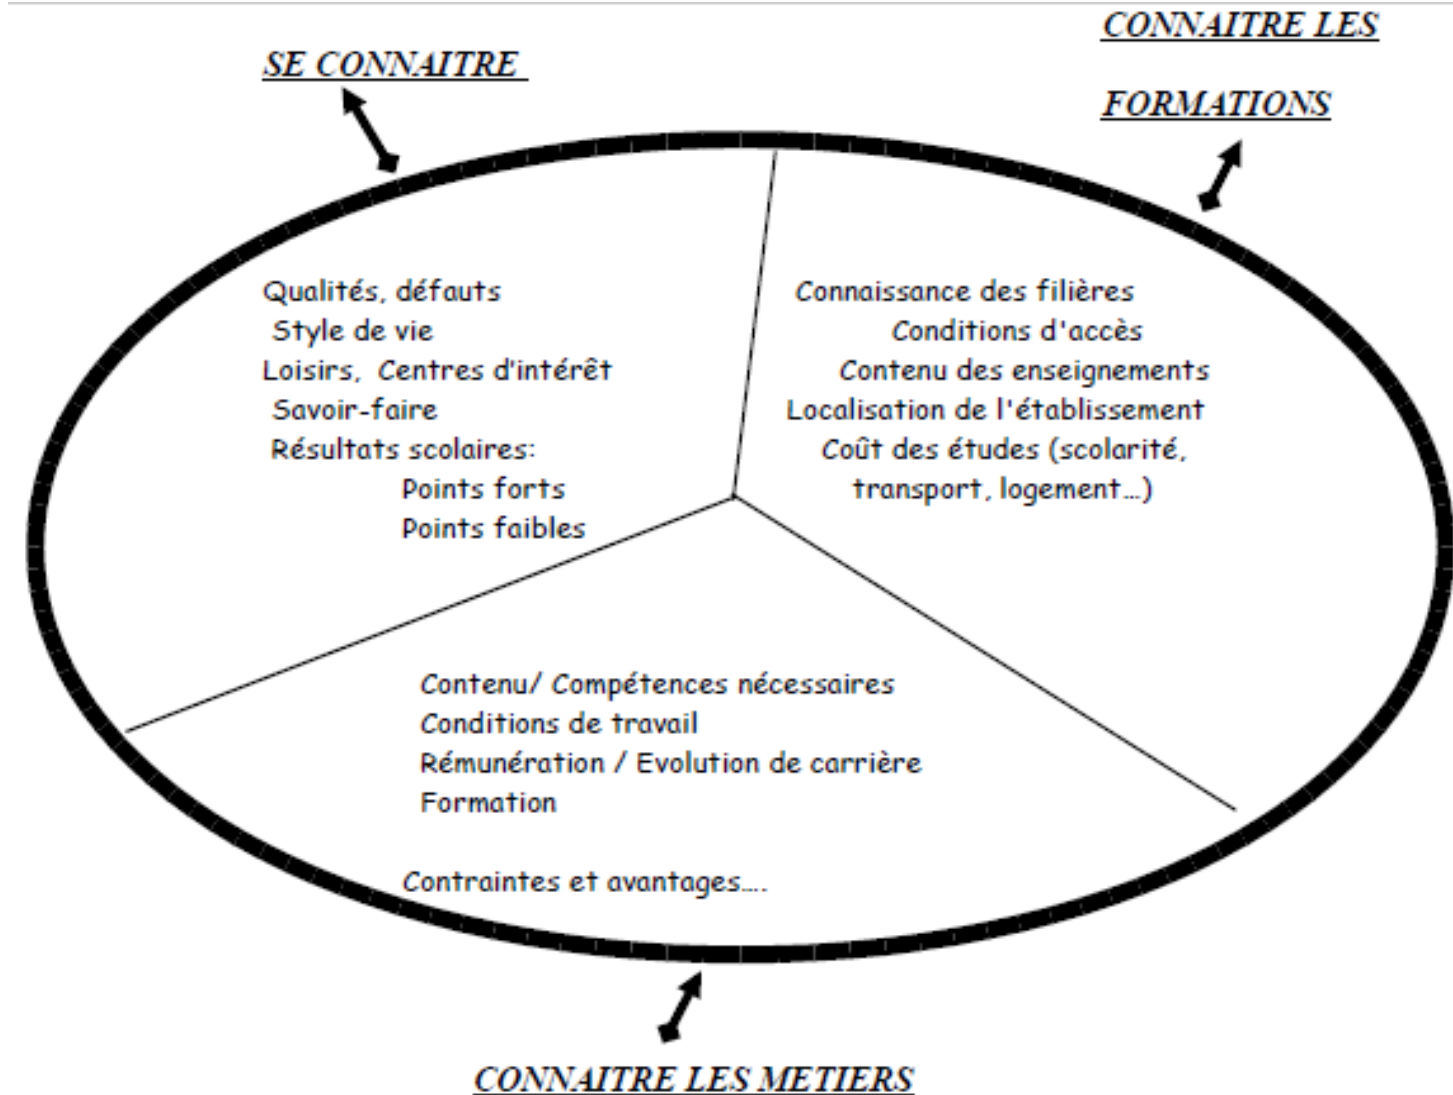 SE CONNAITRE
CONNAITRE LES
FORMATIONS
Qualités, défauts
Style de vie
Loisirs, Centres d'intérêt
Savoir-faire
Résultats scolaires:
Points forts
Points faibles
Connaissance des filières
Conditions d'accès
Contenu des enseignements
Localisation de l'établissement
Coût des études (scolarité,
transport, logement...)
Contenu/ Compétences nécessaires
Conditions de travail
Rémunération / Evolution de carrière
Formation
Contraintes et avantages....
CONNAITRE LES METIERS